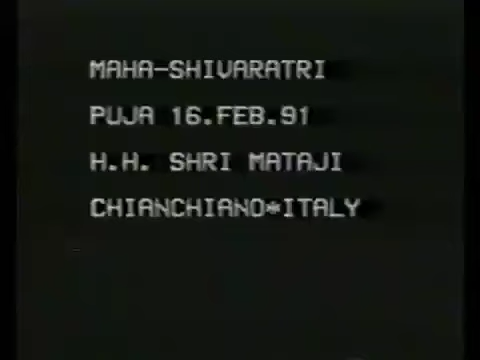 MAHA-SHIVARATRI
PUJA 16.FEB.91
H.H. SHRI MATAJI
CHIANCHIANO*ITALY